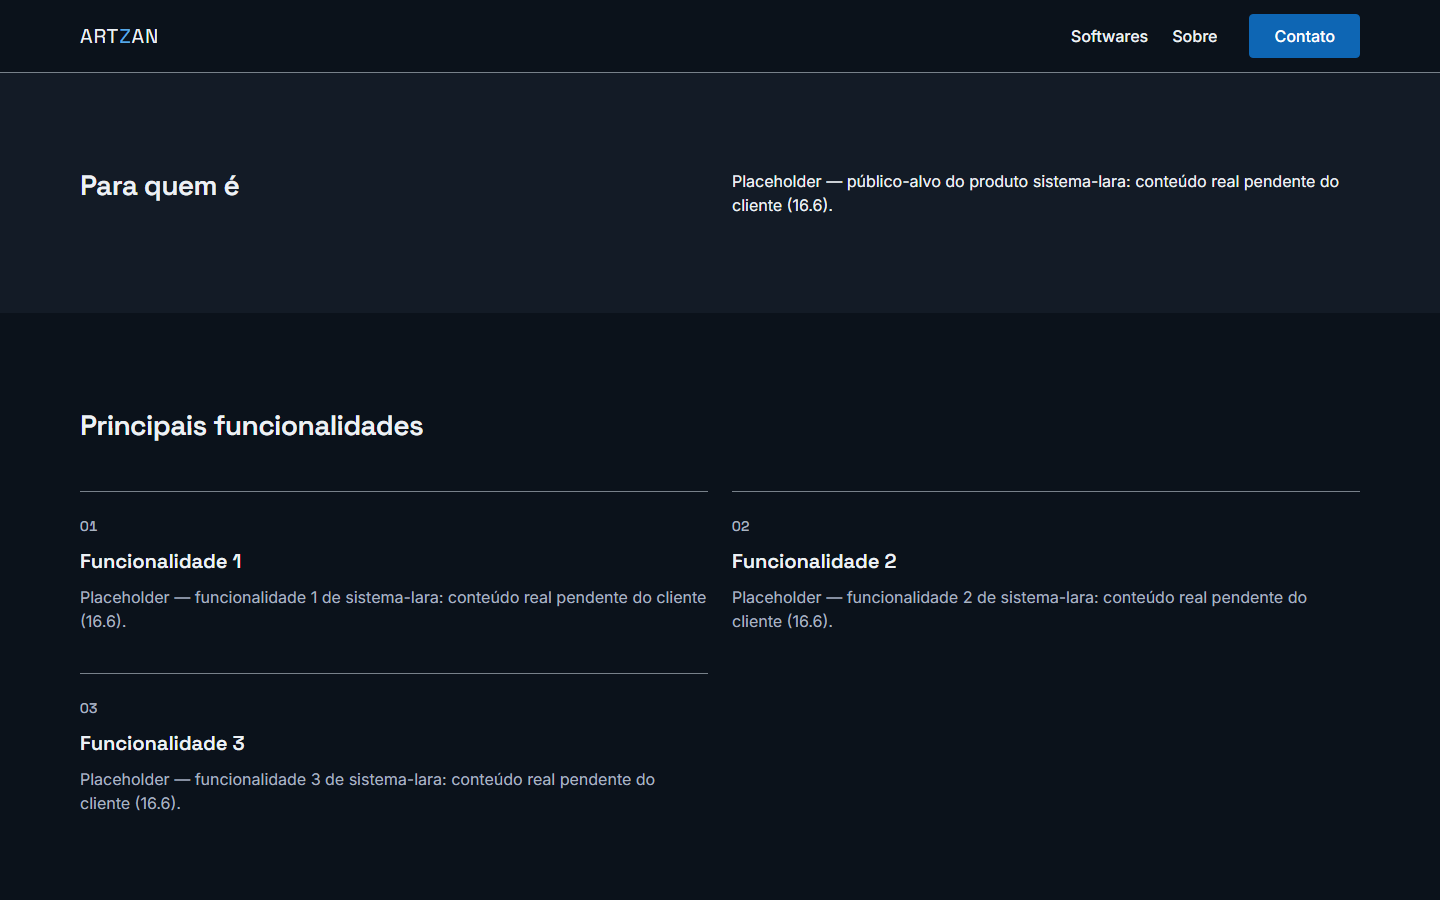 ARTZAN
Softwares Sobre Contato
Para quem é
Placeholder — público-alvo do produto sistema-lara: conteúdo real pendente do
cliente (16.6).
Principais funcionalidades
01
Funcionalidade 1
Placeholder — funcionalidade 1 de sistema-lara: conteúdo real pendente do cliente
(16.6).
02
Funcionalidade 2
Placeholder — funcionalidade 2 de sistema-lara: conteúdo real pendente do
cliente (16.6).
03
Funcionalidade 3
Placeholder — funcionalidade 3 de sistema-lara: conteúdo real pendente do
cliente (16.6).